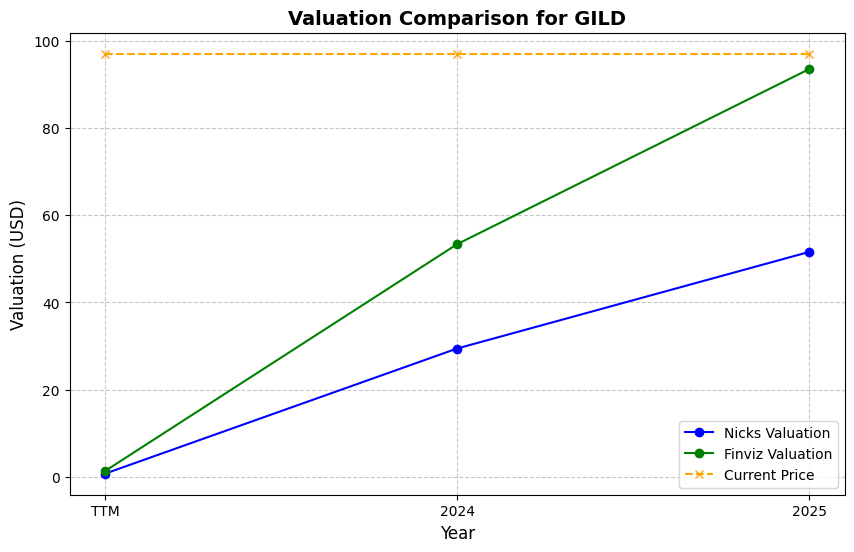 Valuation Comparison for GILD
Valuation (USD)
100
80
60
40
20
0
TTM
2024
2025
Year
Nicks Valuation
Finviz Valuation
Current Price